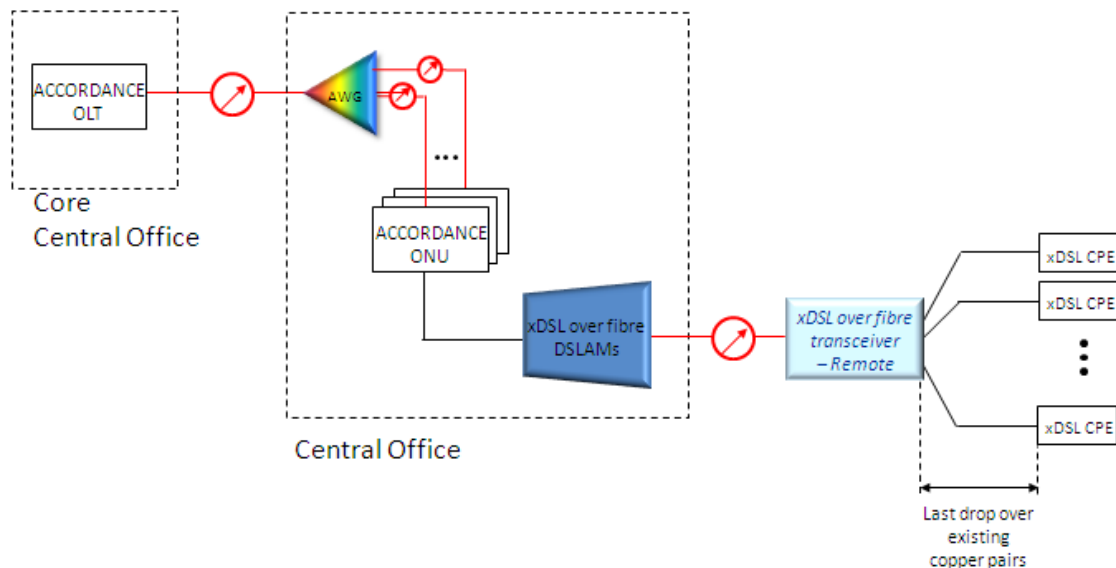 ACCORDANCE
OLT
Core
Central Office
AWG
...
ACCORDANCE
ONU
xDSL over fibre
DSLAMs
Central Office
xDSL over fibre
transceiver
– Remote
xDSL CPE
xDSL CPE
xDSL CPE
Last drop over
existing
copper pairs